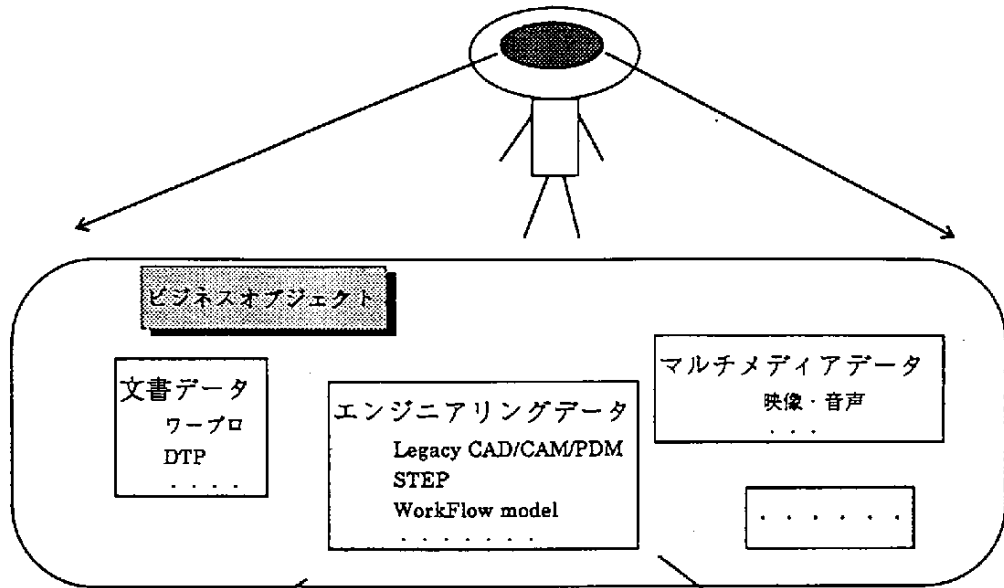 ビジネスオブジェクト
文書データ
ワープロ
DTP
. . . .
エンジニアリングデータ
Legacy CAD/CAM/PDM
STEP
WorkFlow model
. . . . . . .
マルチメディアデータ
映像・音声
. . .
. . . . . .